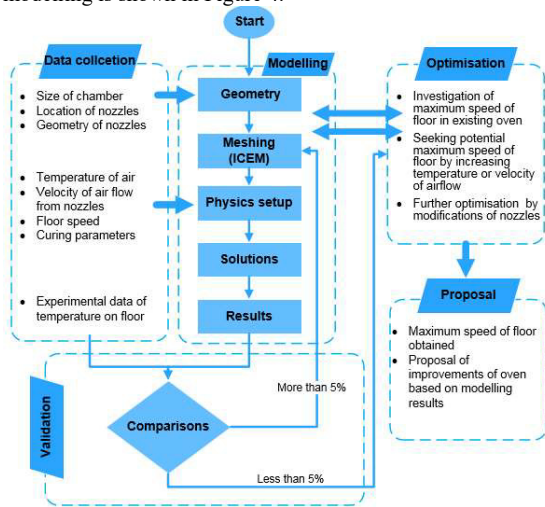 modelling is shown in Figure 4.
Start
Data collcetion
Modelling
Optimisation
Size of chamber
Location of nozzles
Geometry of nozzles
Temperature of air
Velocity of air flow
from nozzles
Floor speed
Curing parameters
Experimental data of
temperature on floor
Geometry
Meshing
(ICEM)
Physics setup
Solutions
Results
Investigation of
maximum speed of
floor in existing oven
Seeking potential
maximum speed of
floor by increasing
temperature or velocity
of airflow
Further optimisation by
modifications of nozzles
Proposal
Maximum speed of floor
obtained
Proposal of
improvements of oven
based on modelling
results
Validation
Comparisons
More than 5%
Less than 5%